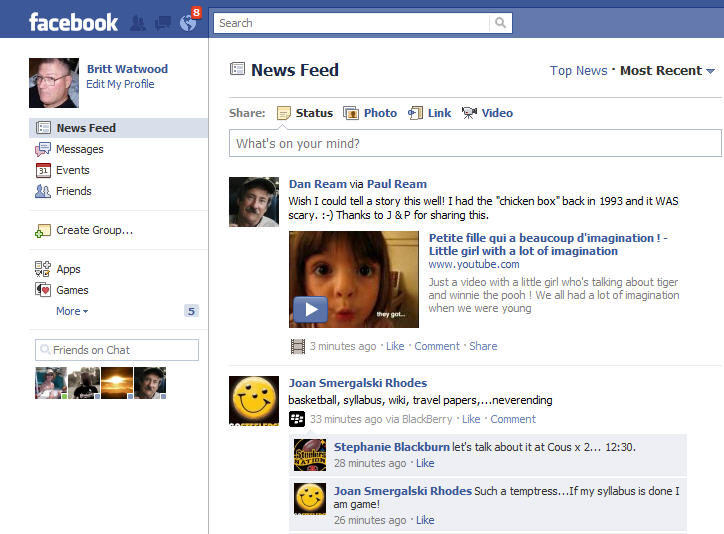 facebook
8
Search
Britt Watwood
Edit My Profile
News Feed
Messages
Events
Friends
Create Group...
Apps
Games
More
5
Friends on Chat
News Feed
Top News · Most Recent
Share: Status Photo Link Video
What's on your mind?
Dan Ream via Paul Ream
Wish I could tell a story this well! I had the "chicken box" back in 1993 and it WAS
scary. :-) Thanks to J & P for sharing this.
they got...
Petite fille qui a beaucoup d'imagination ! -
Little girl with a lot of imagination
www.youtube.com
Just a video with a little girl who's talking about tiger
and winnie the pooh ! We all had a lot of imagination
when we were young
3 minutes ago · Like · Comment · Share
Joan Smergalski Rhodes
basketball, syllabus, wiki, travel papers,...neverending
33 minutes ago via BlackBerry · Like · Comment
Stephanie Blackburn let's talk about it at Cous x 2... 12:30.
28 minutes ago · Like
Joan Smergalski Rhodes Such a temptress...If my syllabus is done I
am game!
26 minutes ago · Like